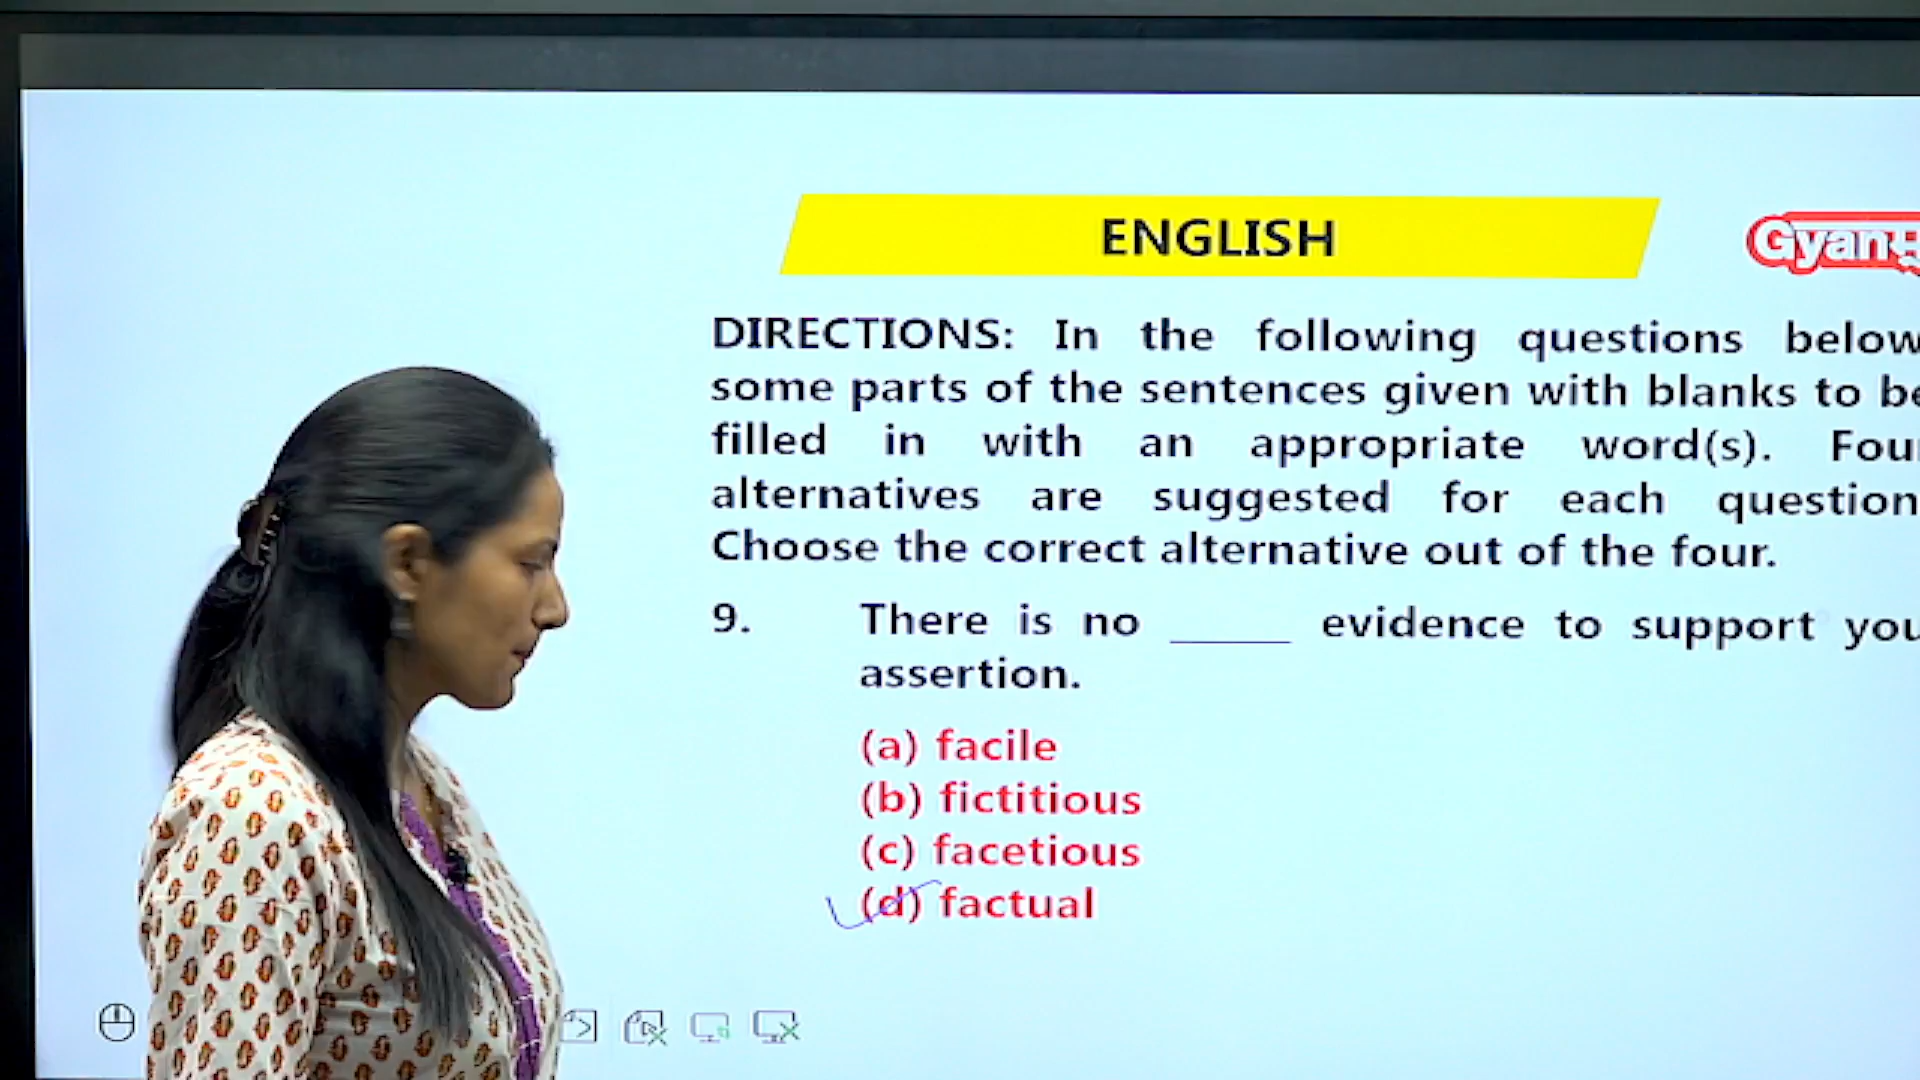 ENGLISH
Gyan
DIRECTIONS: In the following questions below
some parts of the sentences given with blanks to be
filled in with an appropriate word(s). Four
alternatives are suggested for each question
Choose the correct alternative out of the four.
9. There is no _____ evidence to support you
assertion.
(a) facile
(b) fictitious
(c) facetious
(d) factual